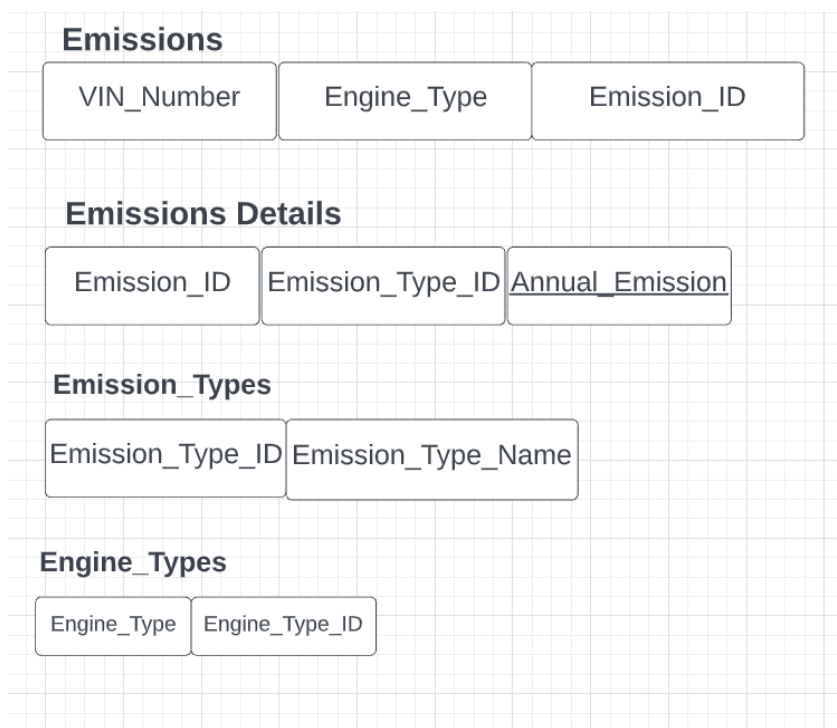 Emissions
VIN_Number Engine_Type Emission_ID
Emissions Details
Emission_ID Emission_Type_ID Annual_Emission
Emission_Types
Emission_Type_ID Emission_Type_Name
Engine_Types
Engine_Type Engine_Type_ID